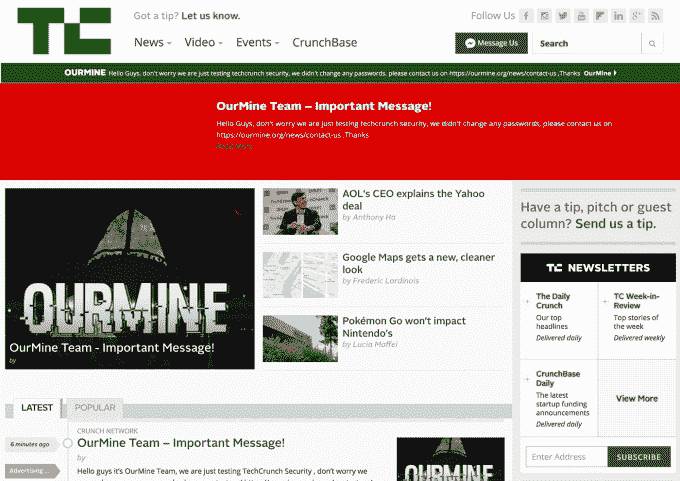 TC
Got a tip? Let us know.
Follow Us
News Video Events CrunchBase
Message Us
Search
OURMINE Hello Guys, don't worry we are just testing techcrunch security, we didn't change any passwords, please contact us on https://ourmine.org/news/contact-us ,Thanks OurMine
OurMine Team – Important Message!
Hello Guys, don't worry we are just testing techcrunch security, we didn't change any passwords, please contact us on
https://ourmine.org/news/contact-us ,Thanks
Read More
OURMINE
OurMine Team - Important Message!
by
AOL's CEO explains the Yahoo
deal
by Anthony Ha
Google Maps gets a new, cleaner
look
by Frederic Lardinois
Pokémon Go won't impact
Nintendo's
by Lucia Maffei
Have a tip, pitch or guest
column? Send us a tip.
TC NEWSLETTERS
The Daily
Crunch
Our top
headlines
Delivered daily
TC Week-in-
Review
Top stories of
the week
Delivered weekly
CrunchBase
Daily
The latest
startup funding
announcements
Delivered daily
View More
Enter Address
SUBSCRIBE
LATEST
POPULAR
6 minutes ago
CRUNCH NETWORK
OurMine Team – Important Message!
by
Advertising ...
Hello guys it's OurMine Team, we are just testing TechCrunch Security , don't worry we
OURMINE